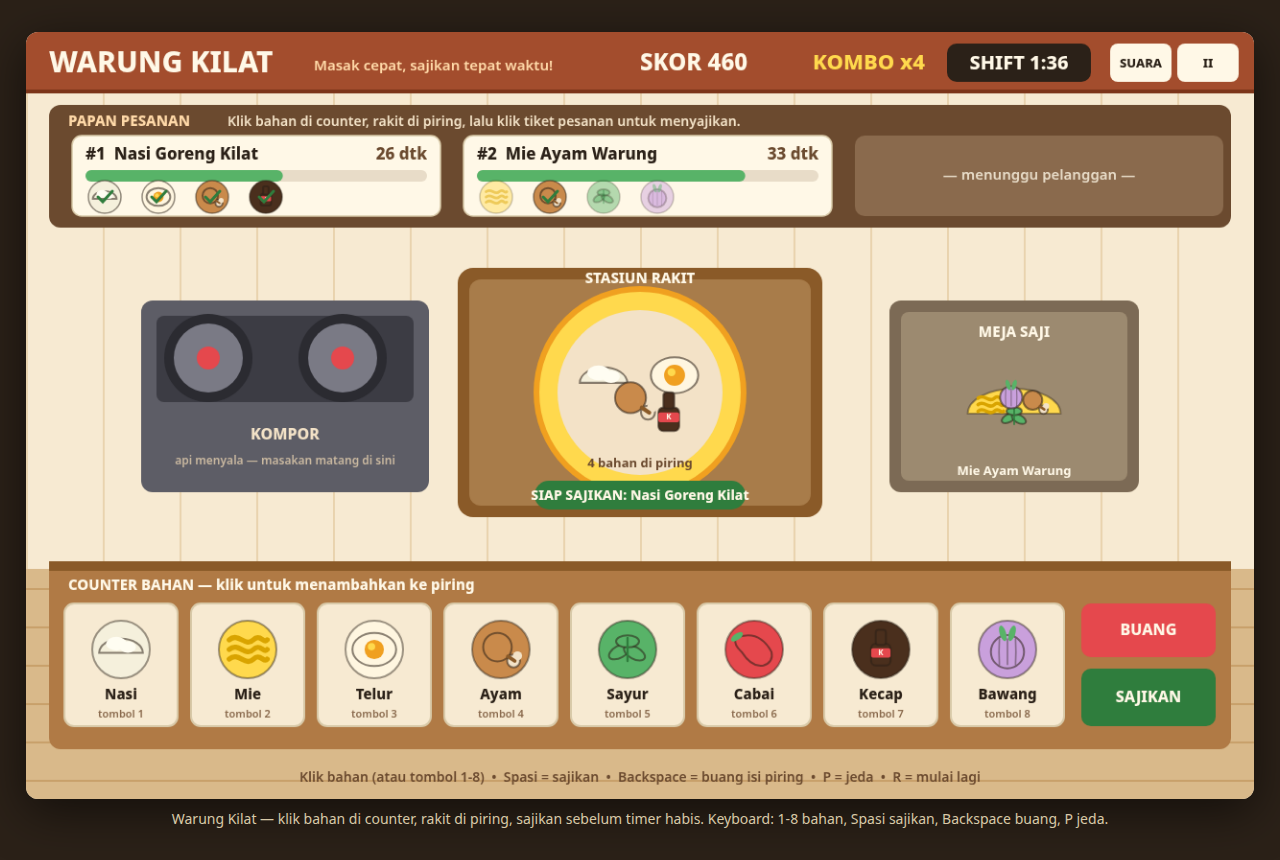 WARUNG KILAT
Masak cepat, sajikan tepat waktu!
SKOR 460
KOMBO x4
SHIFT 1:36
SUARA
II
PAPAN PESANAN
Klik bahan di counter, rakit di piring, lalu klik tiket pesanan untuk menyajikan.
#1 Nasi Goreng Kilat
26 dtk
#2 Mie Ayam Warung
33 dtk
— menunggu pelanggan —
KOMPOR
api menyala — masakan matang di sini
STASIUN RAKIT
K
4 bahan di piring
SIAP SAJIKAN: Nasi Goreng Kilat
MEJA SAJI
Mie Ayam Warung
COUNTER BAHAN — klik untuk menambahkan ke piring
Nasi
tombol 1
Mie
tombol 2
Telur
tombol 3
Ayam
tombol 4
Sayur
tombol 5
Cabai
tombol 6
K
Kecap
tombol 7
Bawang
tombol 8
BUANG
SAJIKAN
Klik bahan (atau tombol 1-8) • Spasi = sajikan • Backspace = buang isi piring • P = jeda • R = mulai lagi
Warung Kilat — klik bahan di counter, rakit di piring, sajikan sebelum timer habis. Keyboard: 1-8 bahan, Spasi sajikan, Backspace buang, P jeda.